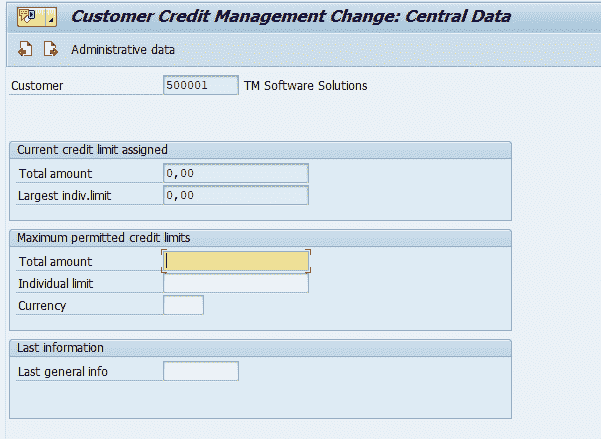 Customer Credit Management Change: Central Data
Administrative data
Customer 500001 TM Software Solutions
Current credit limit assigned
Total amount 0,00
Largest indiv.limit 0,00
Maximum permitted credit limits
Total amount
Individual limit
Currency
Last information
Last general info